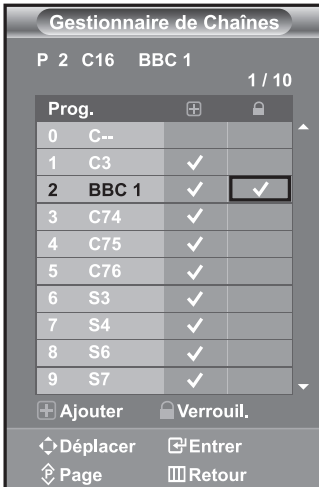 Gestionnaire de Chaînes
P 2 C16 BBC 1
1 / 10
Prog.
0 C--
1 C3 ✓
2 BBC 1 ✓ ✓
3 C74 ✓
4 C75 ✓
5 C76 ✓
6 S3 ✓
7 S4 ✓
8 S6 ✓
9 S7 ✓
Ajouter Verrouil.
Déplacer Entrer
Page Retour